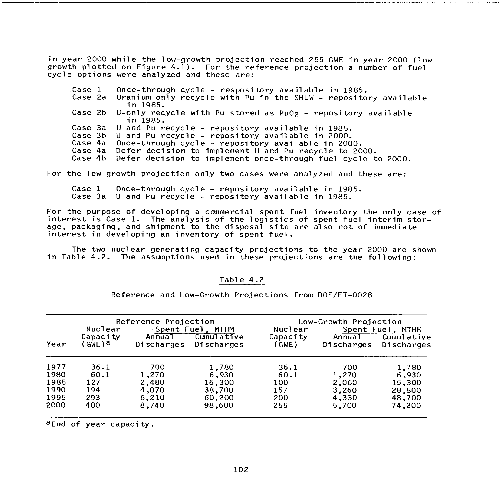 in year 2000 while the low-growth projection reached 255 GWE in year 2000 (low
growth plotted on Figure 4.1). For the reference projection a number of fuel
cycle options were analyzed and these are:
Case 1 Once-through cycle - respository available in 1985.
Case 2a Uranium-only recycle with Pu in the SHLW - repository available
in 1985.
Case 2b U-only recycle with Pu stored as PuO2 - repository available
in 1985.
Case 3a U and Pu recycle - repository available in 1985.
Case 3b U and Pu recycle - repository available in 2000.
Case 4a Once-through cycle - repository available in 2000.
Case 4a Defer decision to implement U and Pu recycle to 2000.
Case 4b Defer decision to implement once-through fuel cycle to 2000.
For the low growth projection only two cases were analyzed and these are:
Case 1 Once-through cycle - repository available in 1985.
Case 3a U and Pu recycle - repository available in 1985.
For the purpose of developing a commercial spent fuel inventory the only case of
interest is Case 1. The analysis of the logistics of spent fuel interim stor-
age, packaging, and shipment to the disposal site are also not of immediate
interest in developing an inventory of spent fuel.
The two nuclear generating capacity projections to the year 2000 are shown
in Table 4.2. The assumptions used in these projections are the following:
Table 4.2
Reference and Low-Growth Projections From DOE/ET-0028
Reference Projection Low-Growth Projection
Nuclear Spent Fuel, MTHM Nuclear Spent Fuel, MTHM
Capacity Annual Cumulative Capacity Annual Cumulative
Year (GWE)a Discharges Discharges (GWE) Discharges Discharges
1977 36.1 700 1,780 36.1 700 1,780
1980 60.1 1,270 6,930 60.1 1,270 6,930
1985 127 2,480 16,300 100 2,060 15,300
1990 194 4,070 34,700 157 3,260 28,800
1995 293 6,210 60,200 200 4,330 48,700
2000 400 8,740 98,600 255 5,700 74,200
aEnd of year capacity.
102